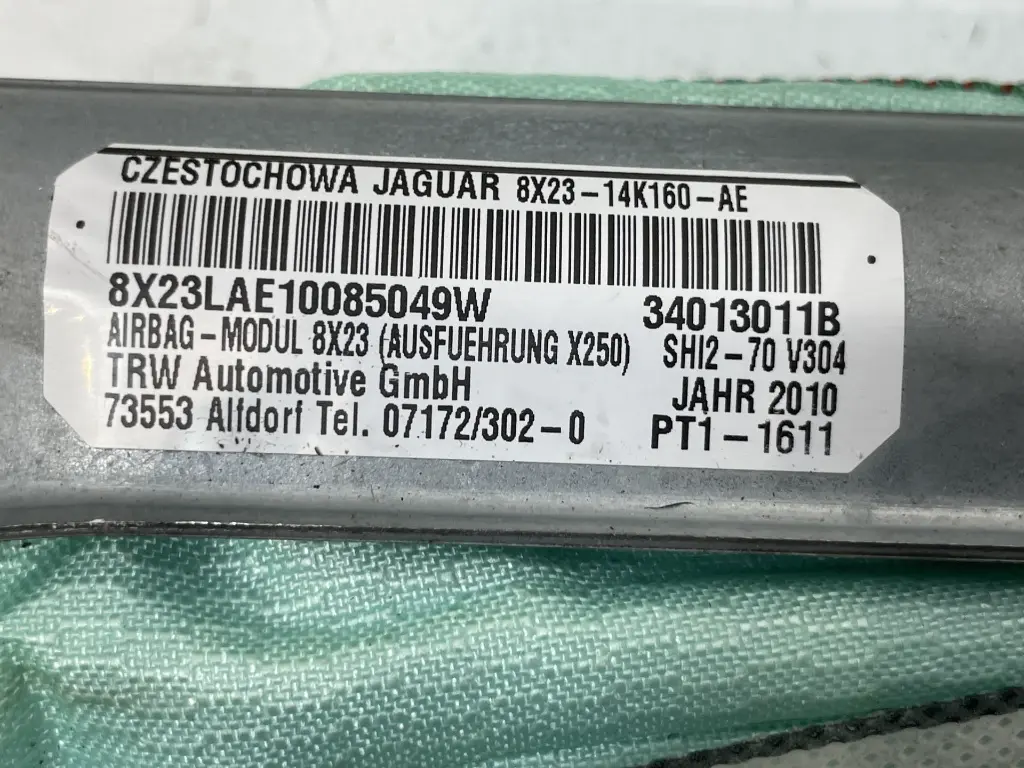 CZESTOCHOWA JAGUAR 8X23-14K160-AE
8X23LAE10085049W 34013011B
AIRBAG-MODUL 8X23 (AUSFUEHRUNG X250) SHI2-70 V304
TRW Automotive GmbH JAHR 2010
73553 Alfdorf Tel. 07172/302-0 PT1-1611